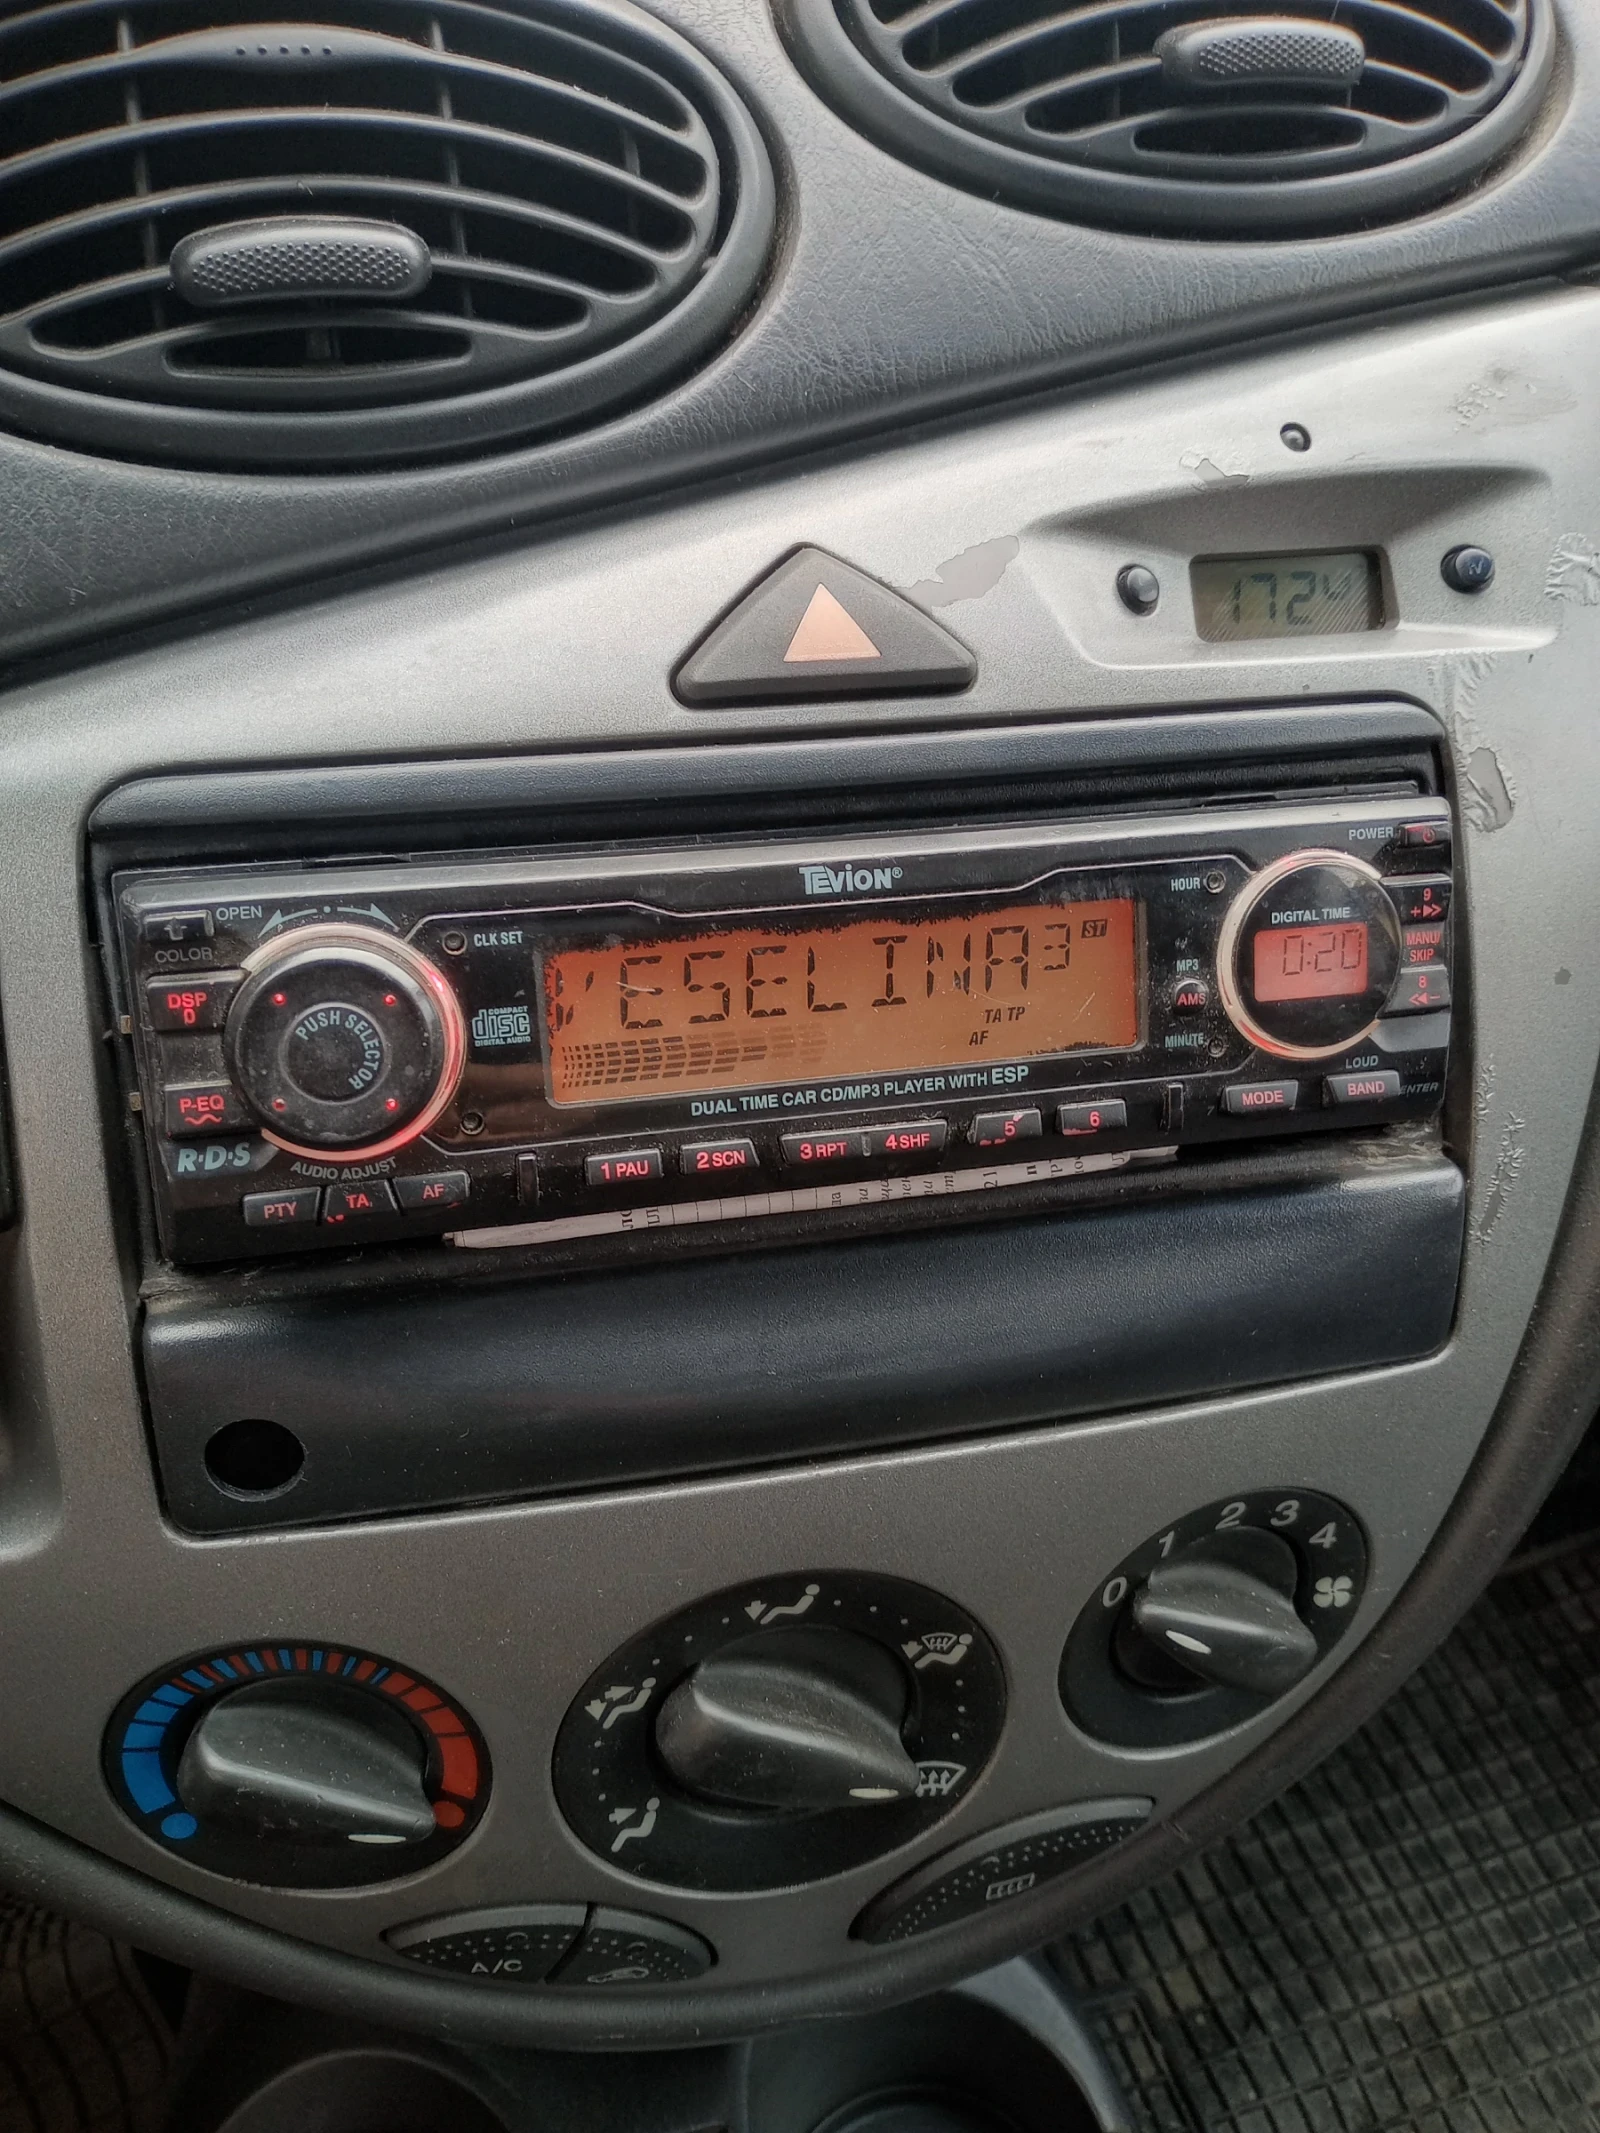 172
POWER
TEVION®
OPEN
HOUR
9
+
COLOR
CLK SET
DIGITAL TIME
MANU/
SKIP
DSP
0
PUSH SELECTOR
COMPACT
disc
DIGITAL AUDIO
VESELINA3
ST
MP3
0:20
AMS
8
TA TP
AF
MINUTE
P-EQ
R·D·S
AUDIO ADJUST
DUAL TIME CAR CD/MP3 PLAYER WITH ESP
LOUD
MODE
BAND
ENTER
PTY
TA
AF
1 PAU
2 SCN
3 RPT
4 SHF
5
6
0
1
2
3
4
A/C